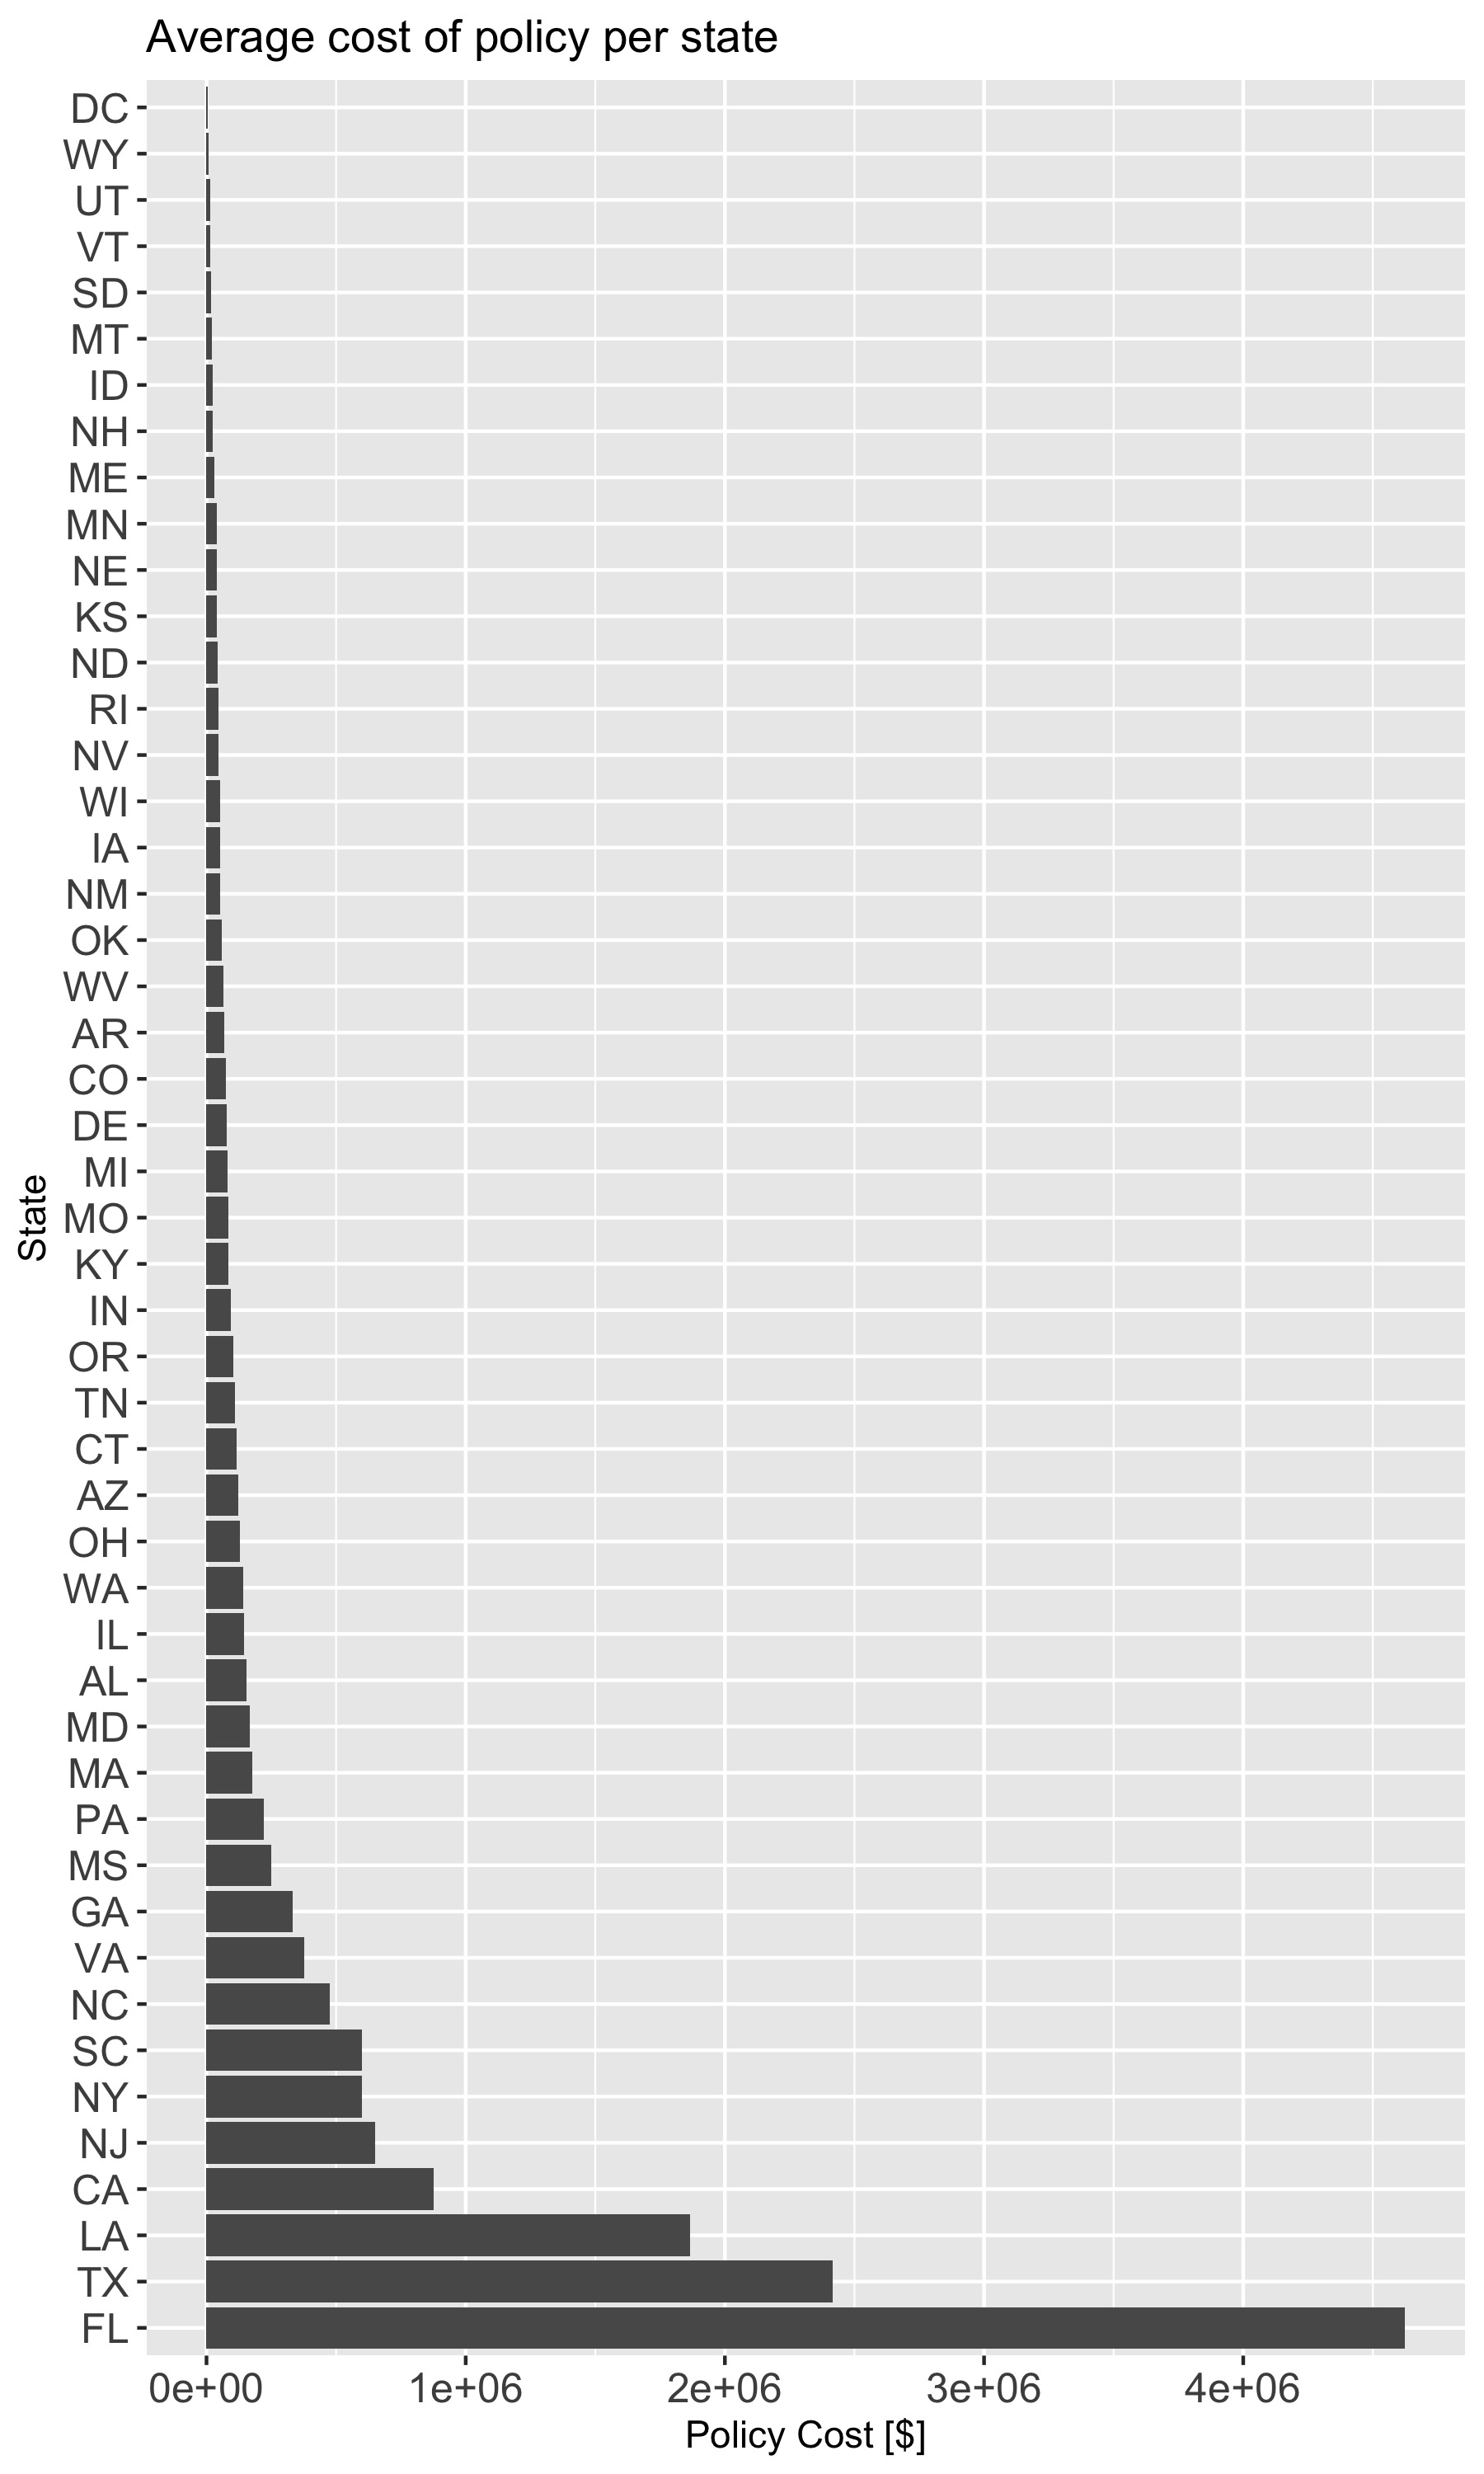 Average cost of policy per state
DC
WY
UT
VT
SD
MT
ID
NH
ME
MN
NE
KS
ND
RI
NV
WI
IA
NM
OK
WV
AR
CO
DE
MI
MO
KY
IN
OR
TN
CT
AZ
OH
WA
IL
AL
MD
MA
PA
MS
GA
VA
NC
SC
NY
NJ
CA
LA
TX
FL
State
0e+00 1e+06 2e+06 3e+06 4e+06
Policy Cost [$]